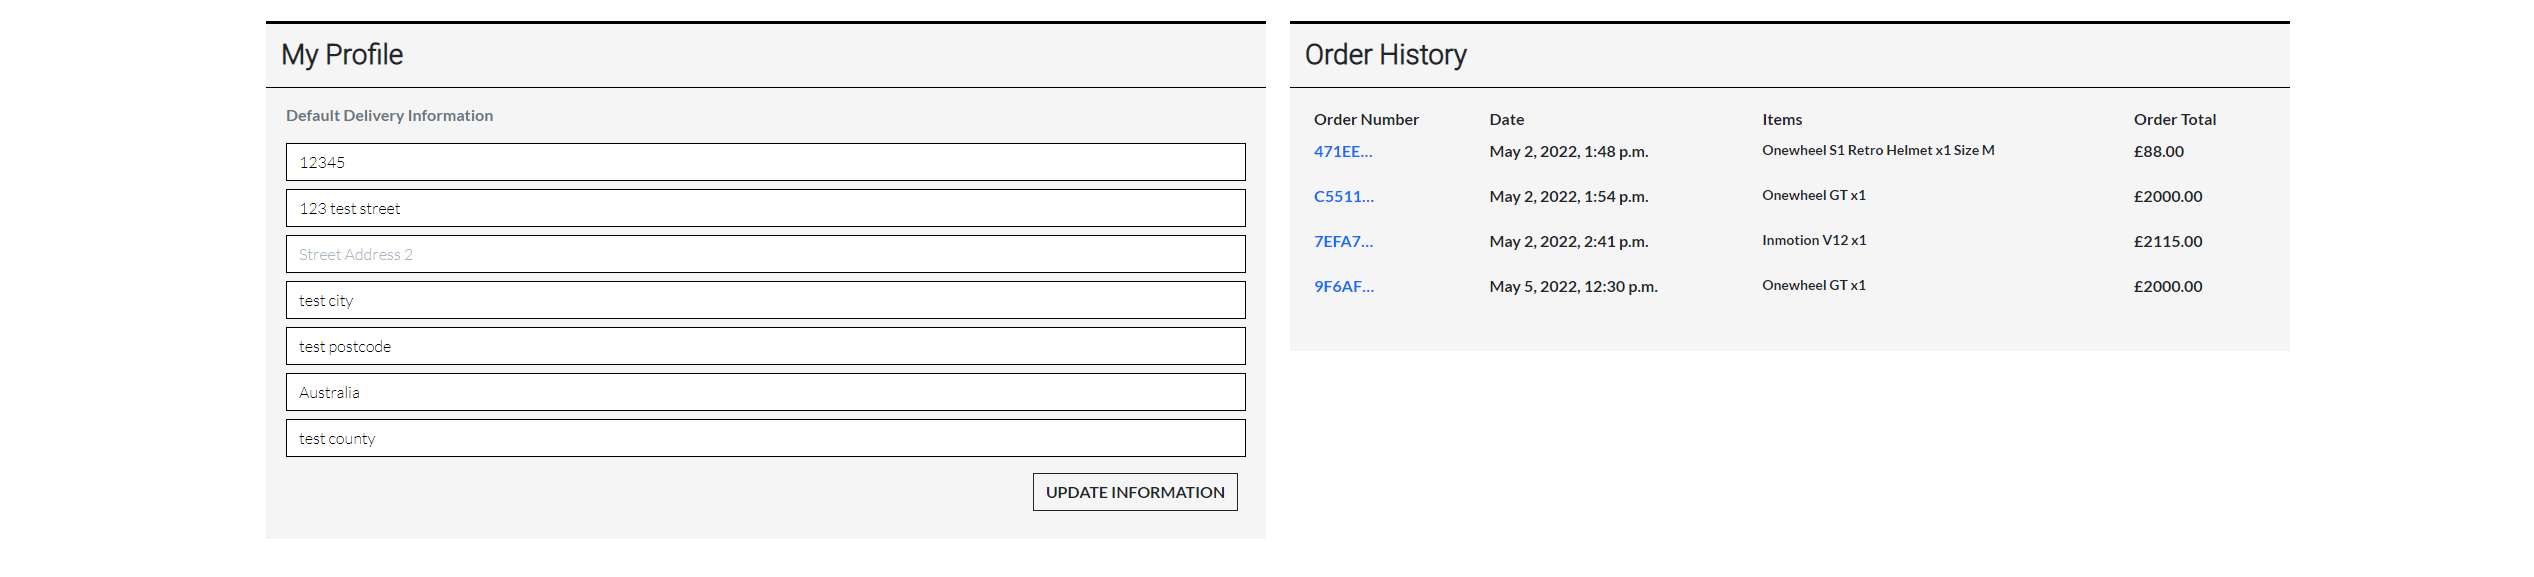 My Profile
Default Delivery Information
12345
123 test street
Street Address 2
test city
test postcode
Australia
test county
UPDATE INFORMATION
Order History
Order Number Date Items Order Total
471EE... May 2, 2022, 1:48 p.m. Onewheel S1 Retro Helmet x1 Size M £88.00
C5511... May 2, 2022, 1:54 p.m. Onewheel GT x1 £2000.00
7EFA7... May 2, 2022, 2:41 p.m. Inmotion V12 x1 £2115.00
9F6AF... May 5, 2022, 12:30 p.m. Onewheel GT x1 £2000.00